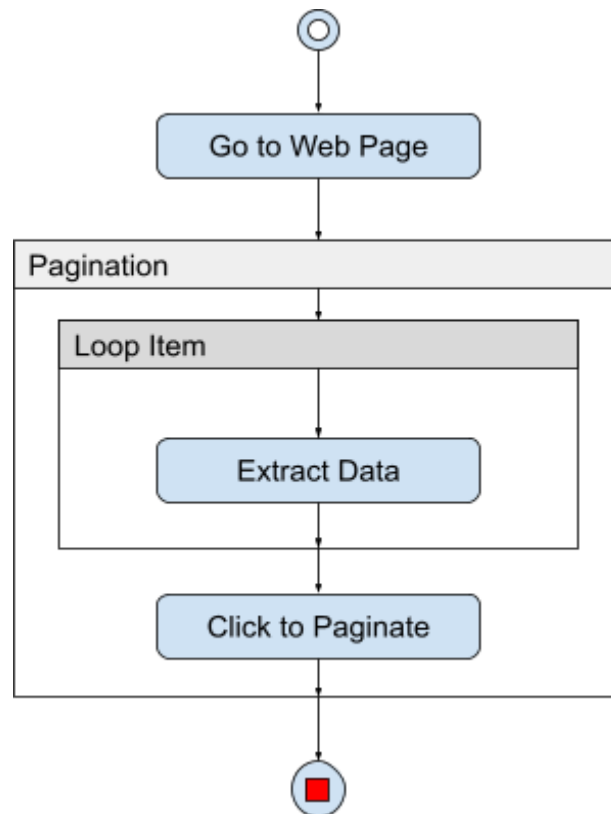 Go to Web Page
Pagination
Loop Item
Extract Data
Click to Paginate